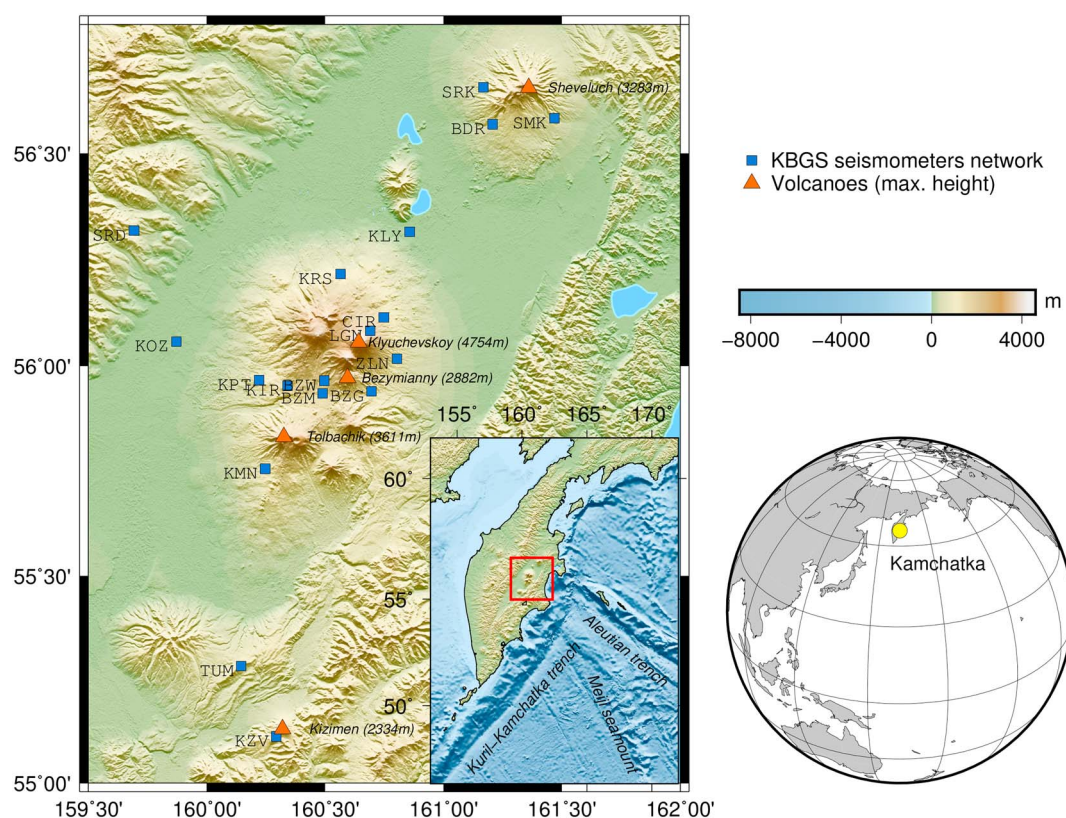 SRK
Sheveluch (3283m)
BDR
SMK
56°30'
KBGS seismometers network
Volcanoes (max. height)
SRD
KLY
KRS
m
−8000
−4000
0
4000
CIR
LGN
Klyuchevskoy (4754m)
KOZ
56°00'
ZLN
Bezymianny (2882m)
KPT
KIR
BZW
BZM
BZG
155°
160°
165°
170°
Tolbachik (3611m)
KMN
60°
Kamchatka
55°30'
55°
Aleutian trench
Kuril−Kamchatka trench
Meiji seamount
TUM
50°
KZV
Kizimen (2334m)
55°00'
159°30'
160°00'
160°30'
161°00'
161°30'
162°00'